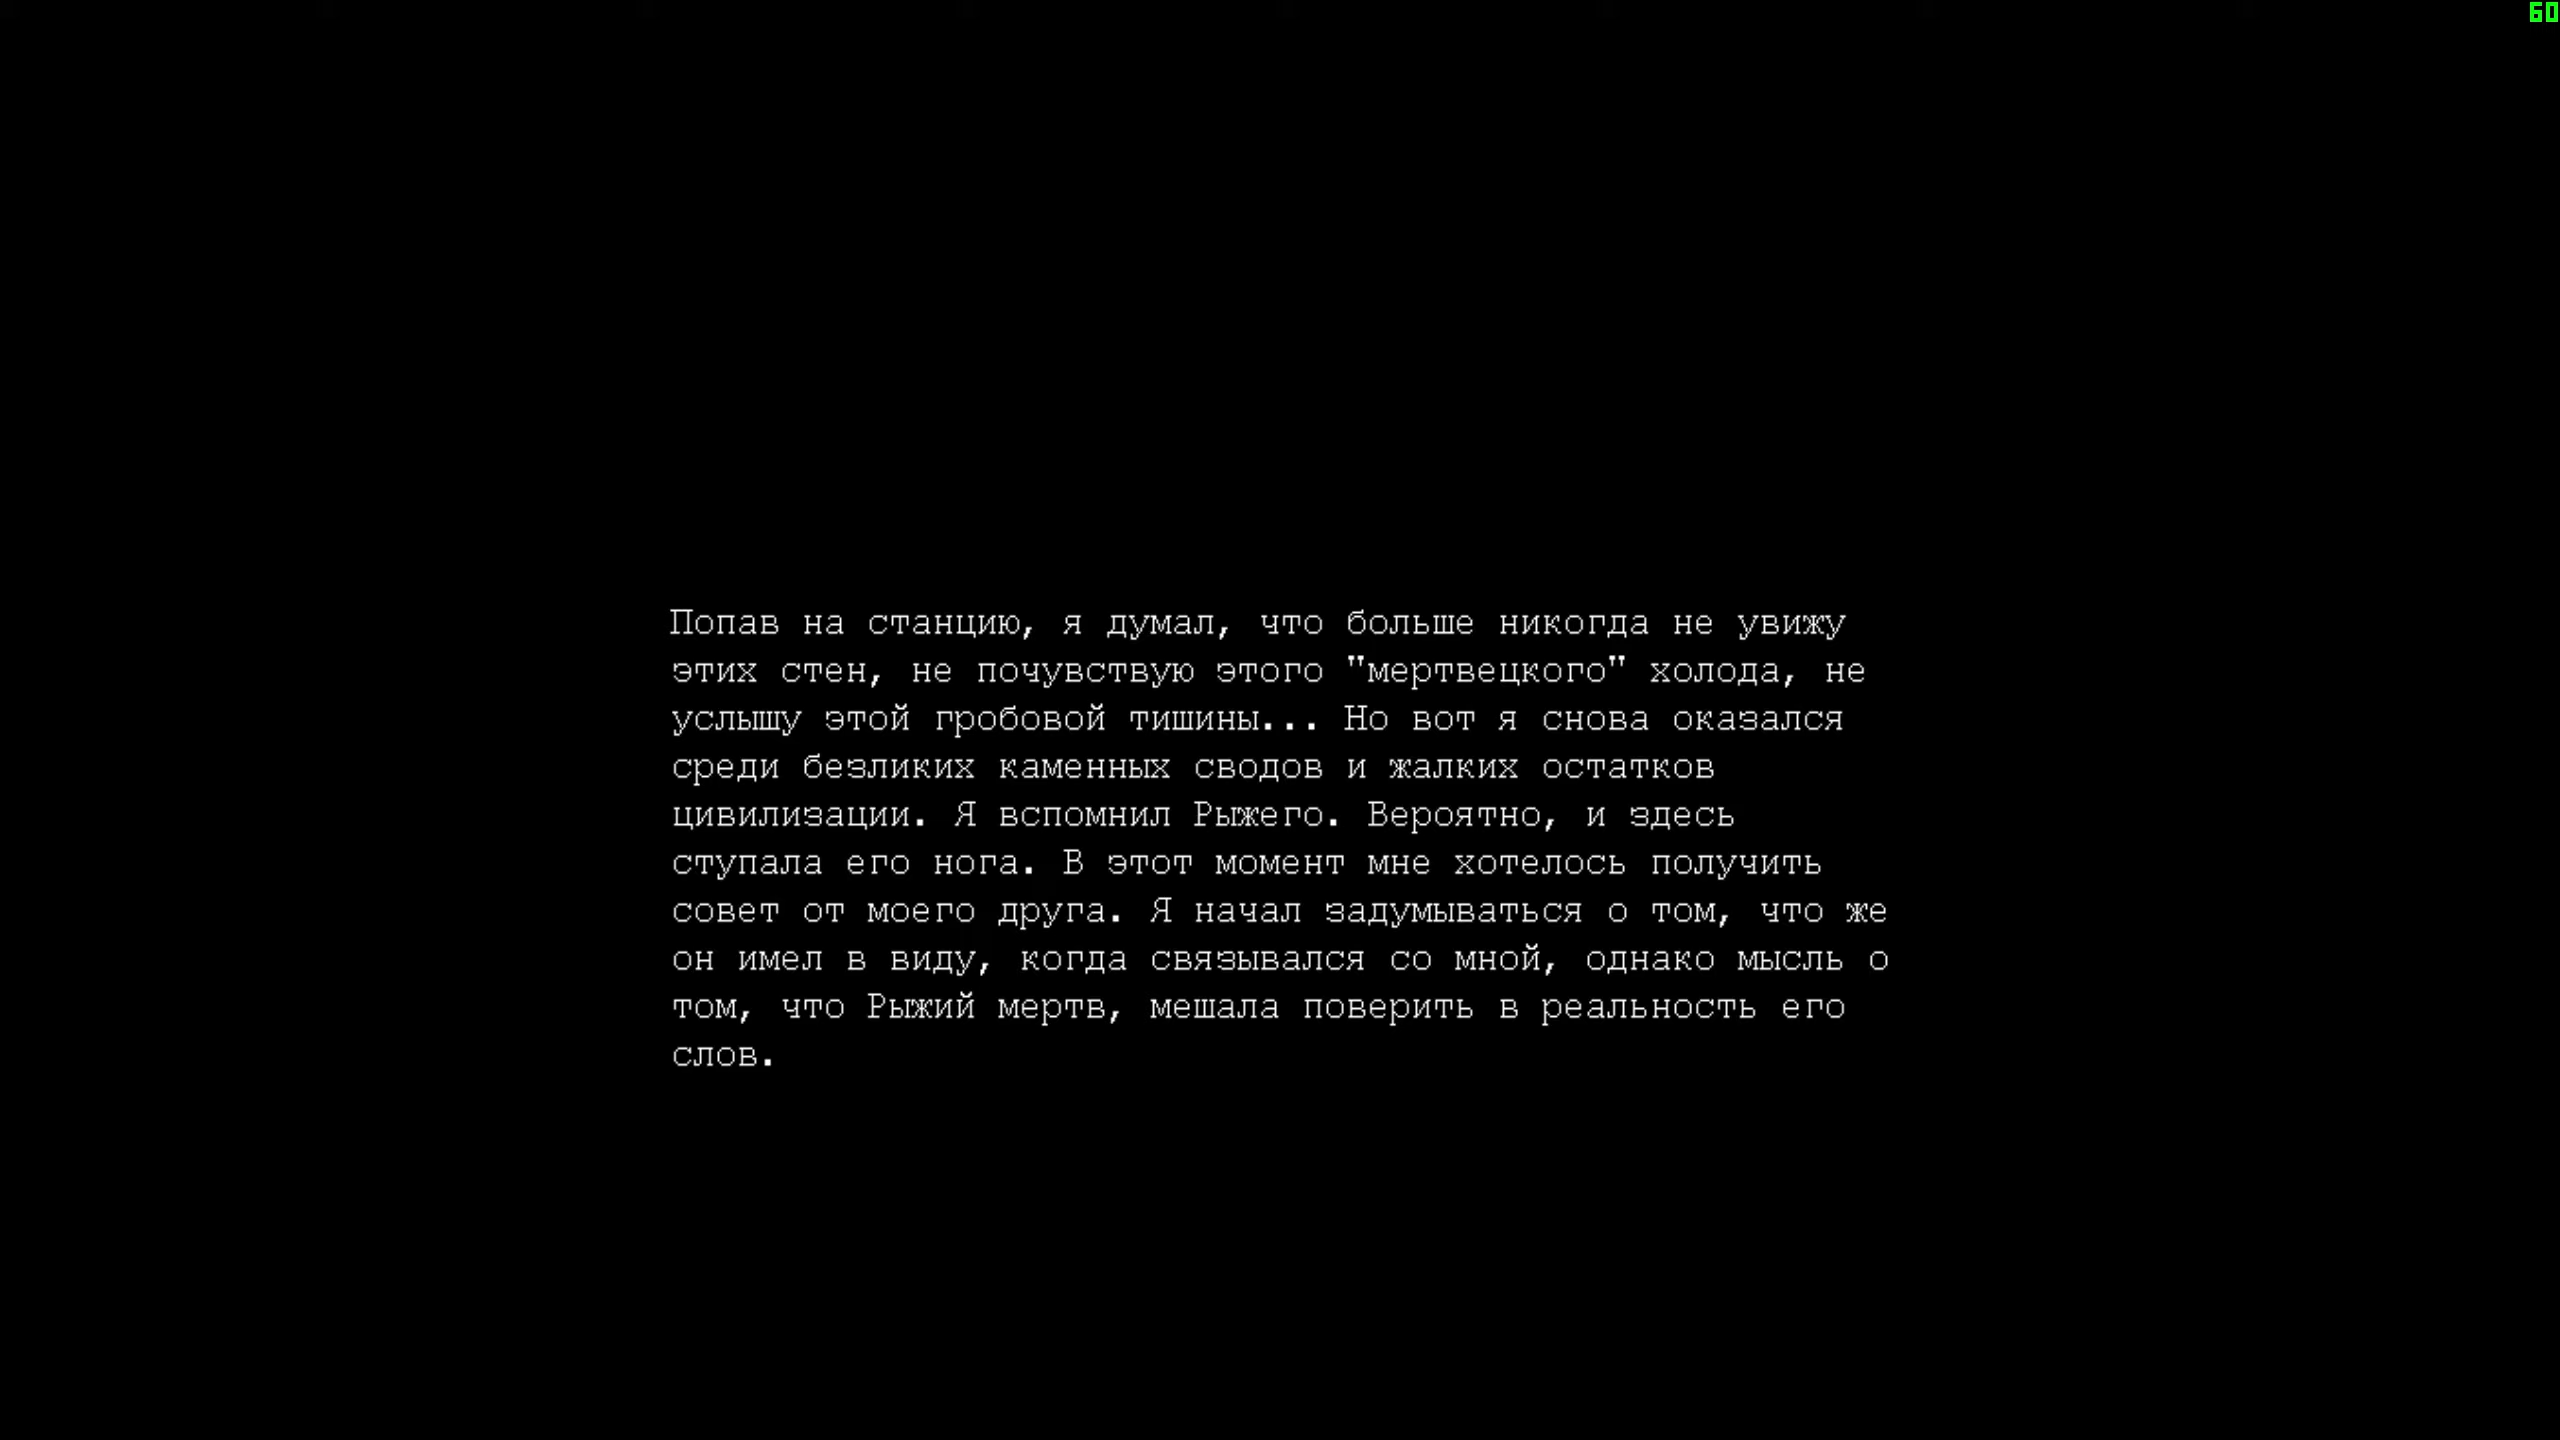 60
Попав на станцию, я думал, что больше никогда не увижу
этих стен, не почувствую этого "мертвецкого" холода, не
услышу этой гробовой тишины... Но вот я снова оказался
среди безликих каменных сводов и жалких остатков
цивилизации. Я вспомнил Рыжего. Вероятно, и здесь
ступала его нога. В этот момент мне хотелось получить
совет от моего друга. Я начал задумываться о том, что же
он имел в виду, когда связывался со мной, однако мысль о
том, что Рыжий мертв, мешала поверить в реальность его
слов.